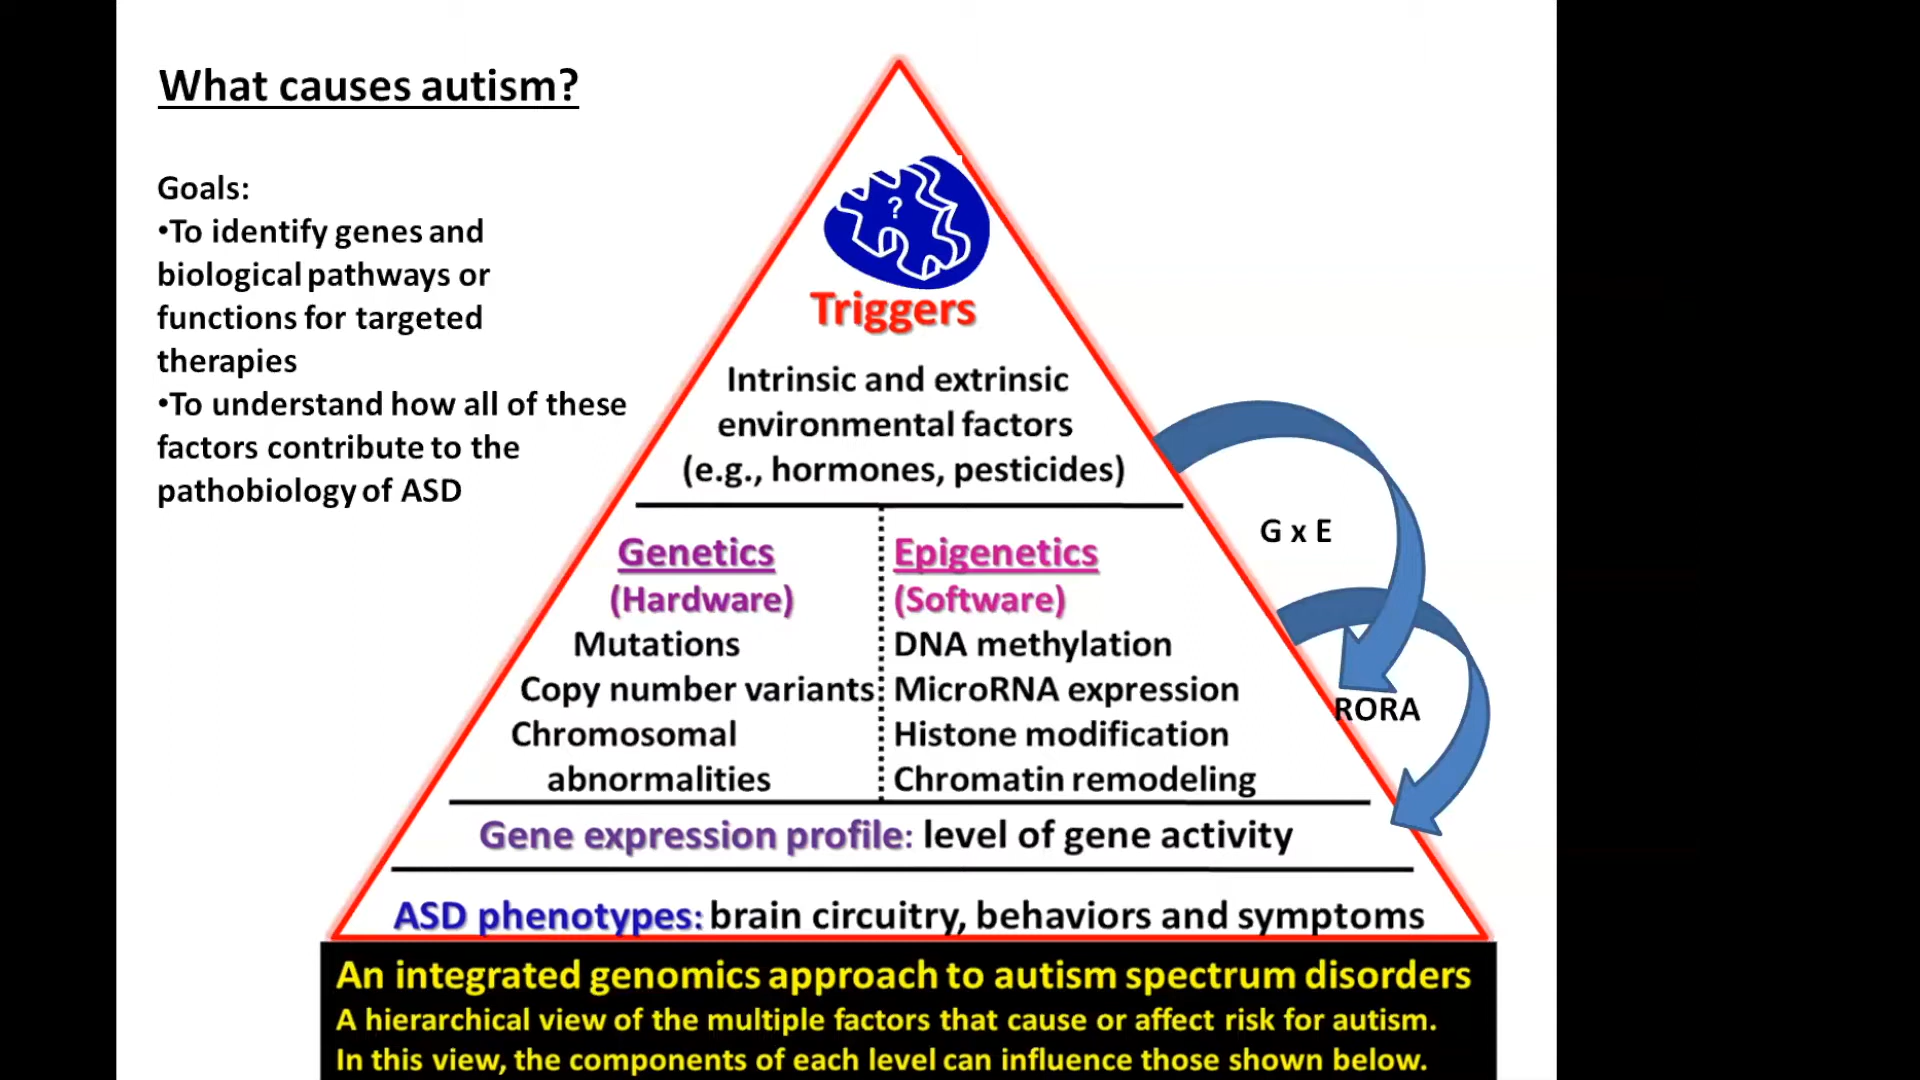 What causes autism?
Goals:
•To identify genes and
biological pathways or
functions for targeted
therapies
•To understand how all of these
factors contribute to the
pathobiology of ASD
?
Triggers
Intrinsic and extrinsic
environmental factors
(e.g., hormones, pesticides)
Genetics
(Hardware)
Mutations
Copy number variants
Chromosomal
abnormalities
Epigenetics
(Software)
DNA methylation
MicroRNA expression
Histone modification
Chromatin remodeling
G x E
RORA
Gene expression profile: level of gene activity
ASD phenotypes: brain circuitry, behaviors and symptoms
An integrated genomics approach to autism spectrum disorders
A hierarchical view of the multiple factors that cause or affect risk for autism.
In this view, the components of each level can influence those shown below.